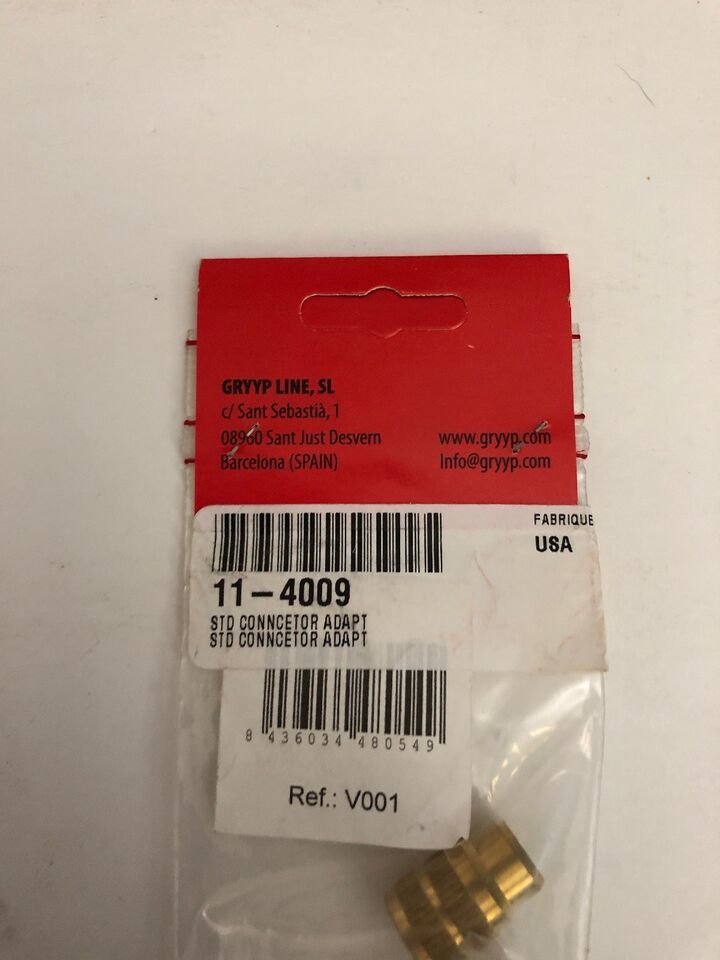 GRYYP LINE, SL
c/ Sant Sebastià, 1
08960 Sant Just Desvern
Barcelona (SPAIN)
www.gryyp.com
Info@gryyp.com
FABRIQUE
USA
11-4009
STD CONNCETOR ADAPT
STD CONNCETOR ADAPT
8 436034 480549
Ref.: V001